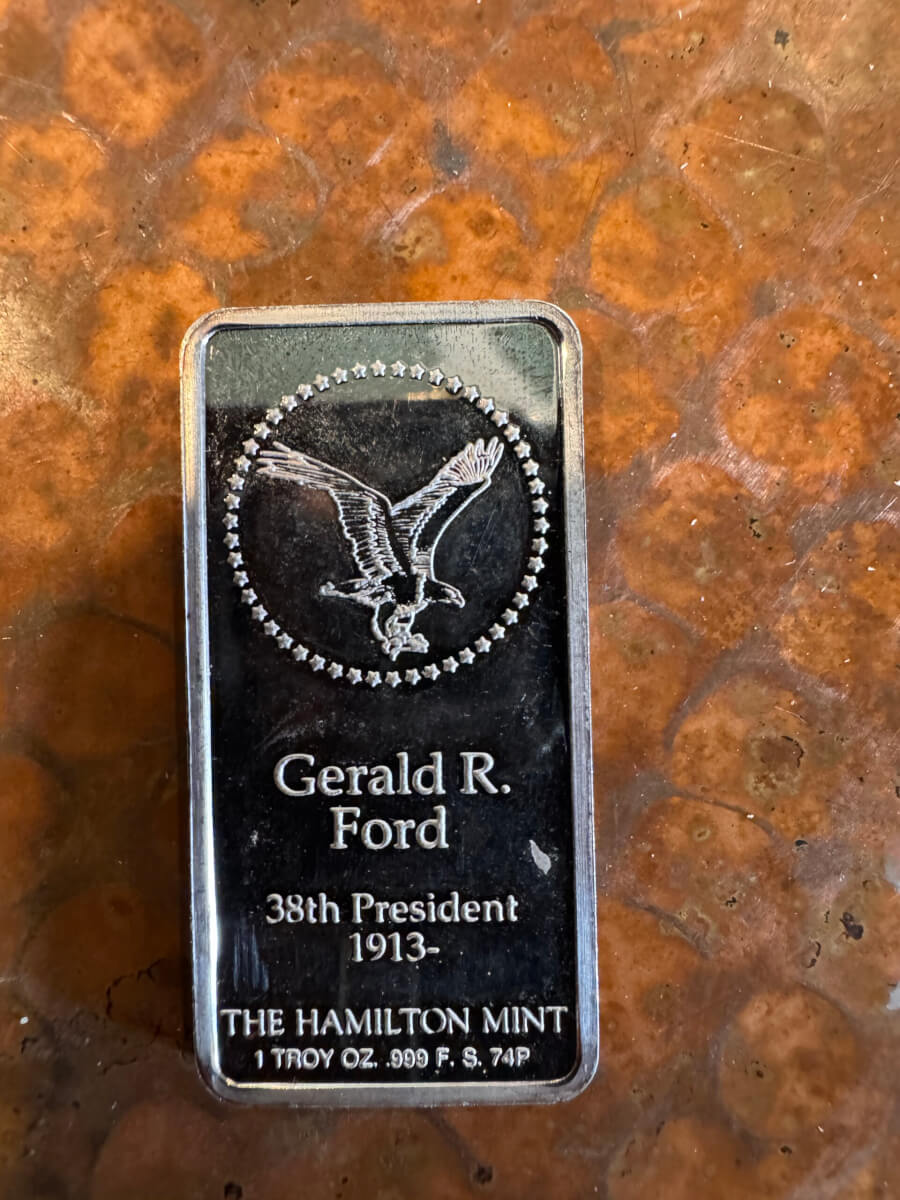 Gerald R.
Ford
38th President
1913-
THE HAMILTON MINT
1 TROY OZ. .999 F. S. 74P